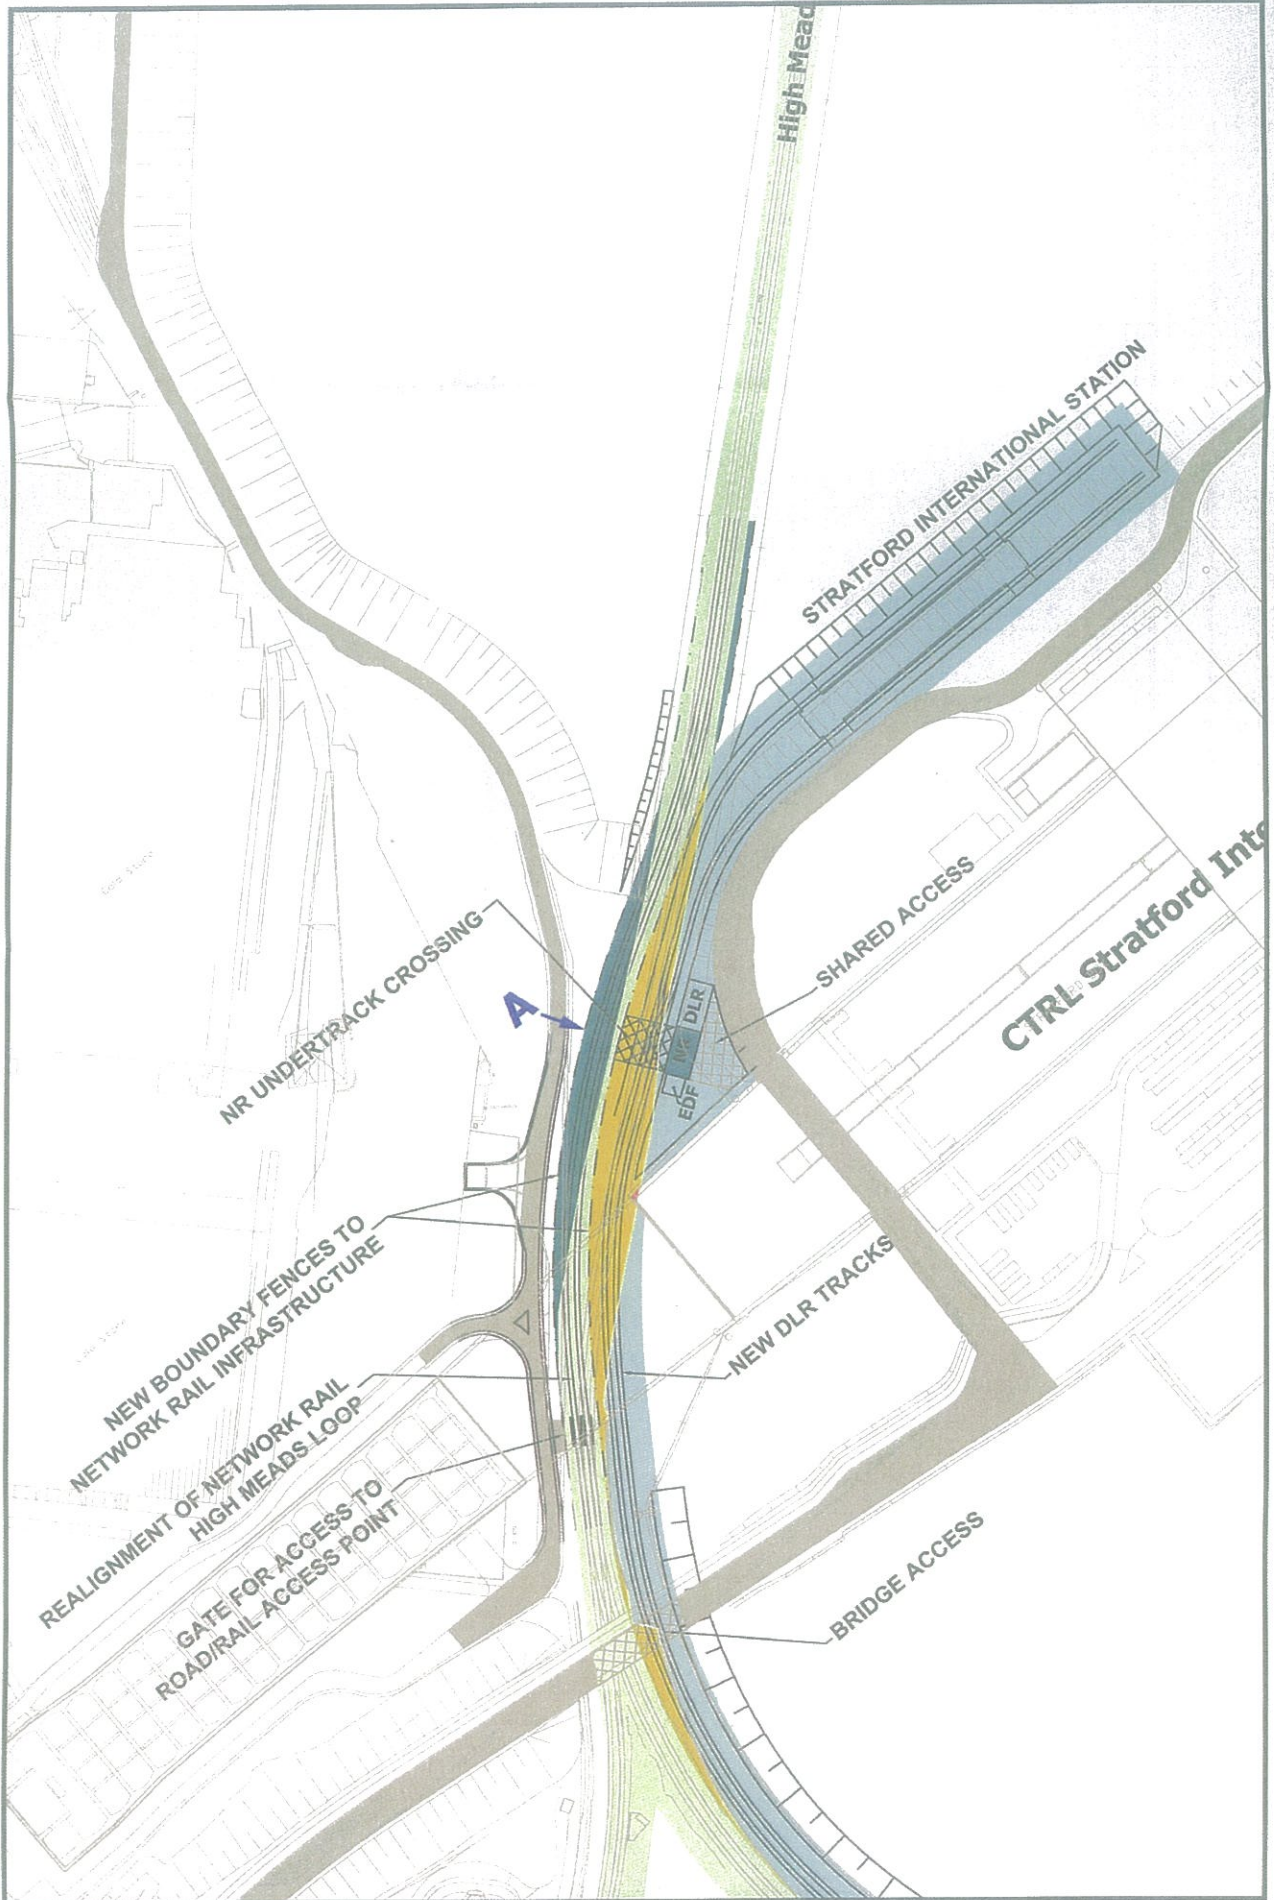 High Mead
STRATFORD INTERNATIONAL STATION
NR UNDERTRACK CROSSING
A
SHARED ACCESS
CTRL Stratford Inte
DLR
NR
EDF
NEW BOUNDARY FENCES TO
NETWORK RAIL INFRASTRUCTURE
NEW DLR TRACKS
REALIGNMENT OF NETWORK RAIL
HIGH MEADS LOOP
GATE FOR ACCESS TO
ROAD/RAIL ACCESS POINT
BRIDGE ACCESS